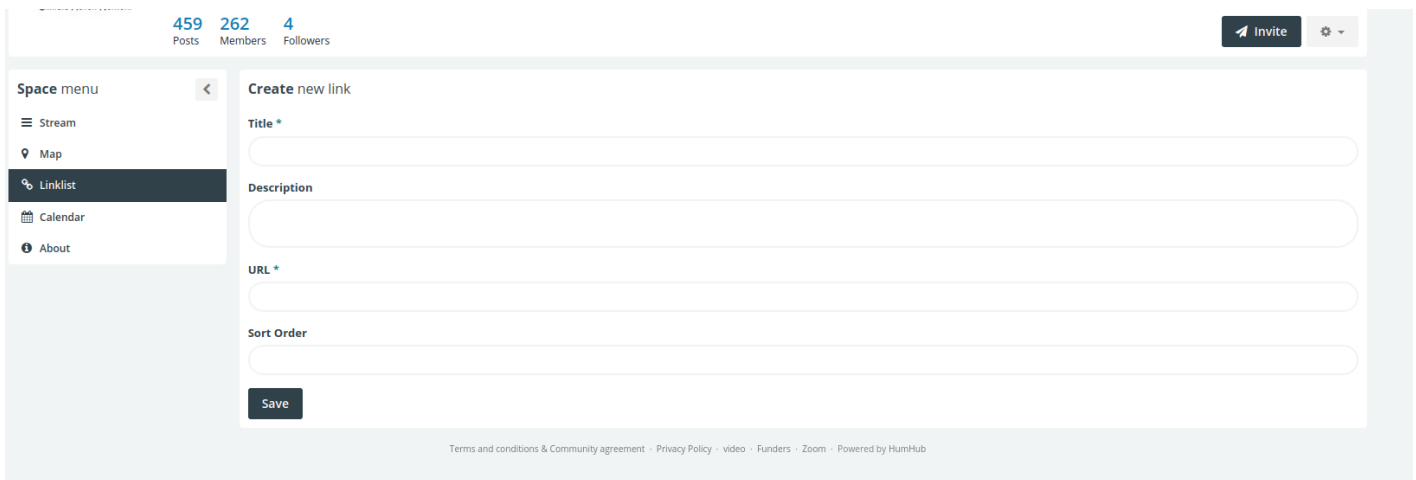 459 262 4
Posts Members Followers
Invite
Space menu
Stream
Map
Linklist
Calendar
About
Create new link
Title *
Description
URL *
Sort Order
Save
Terms and conditions & Community agreement · Privacy Policy · video · Funders · Zoom · Powered by HumHub